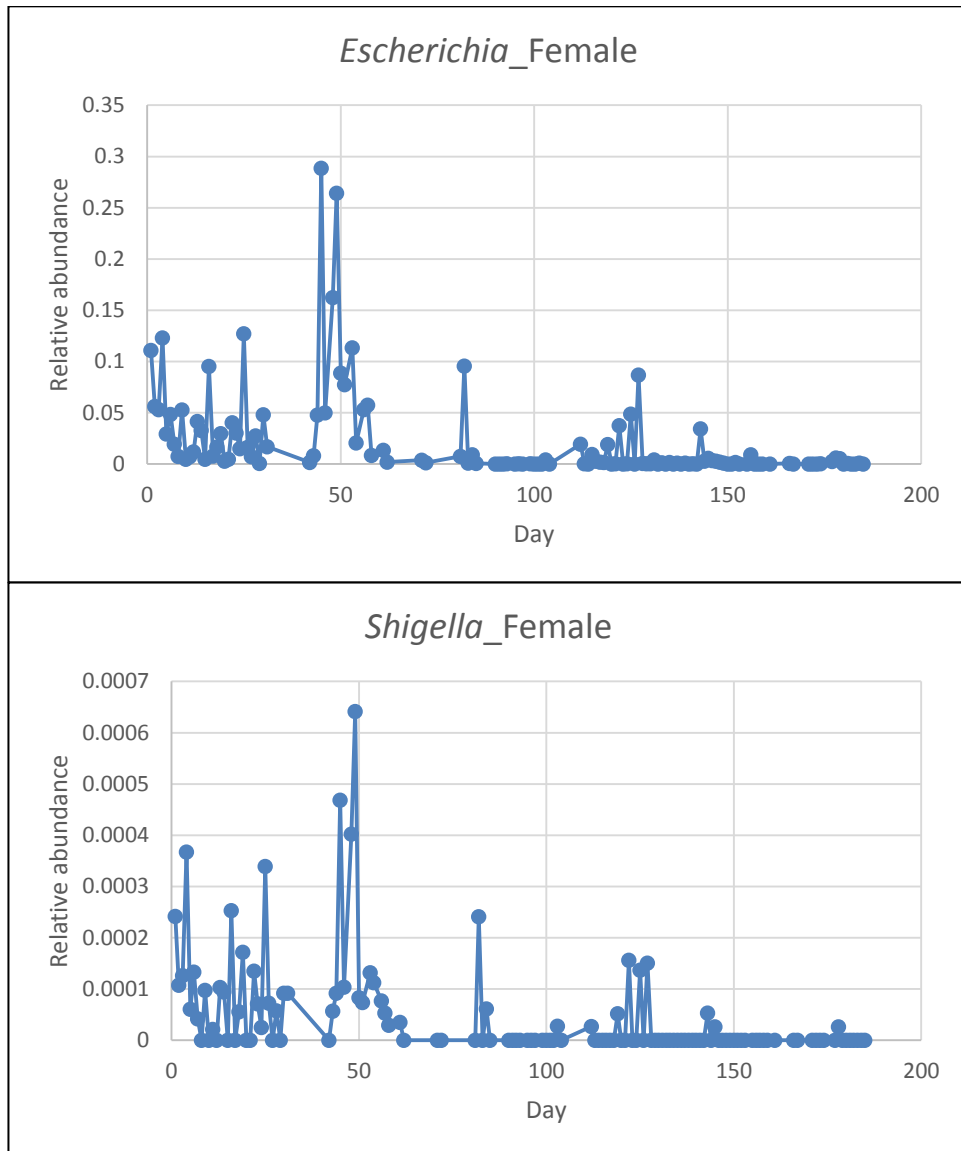 Escherichia_Female
0.35
0.3
0.25
0.2
0.15
0.1
0.05
0
Relative abundance
0 50 100 150 200
Day
Shigella_Female
0.0007
0.0006
0.0005
0.0004
0.0003
0.0002
0.0001
0
Relative abundance
0 50 100 150 200
Day